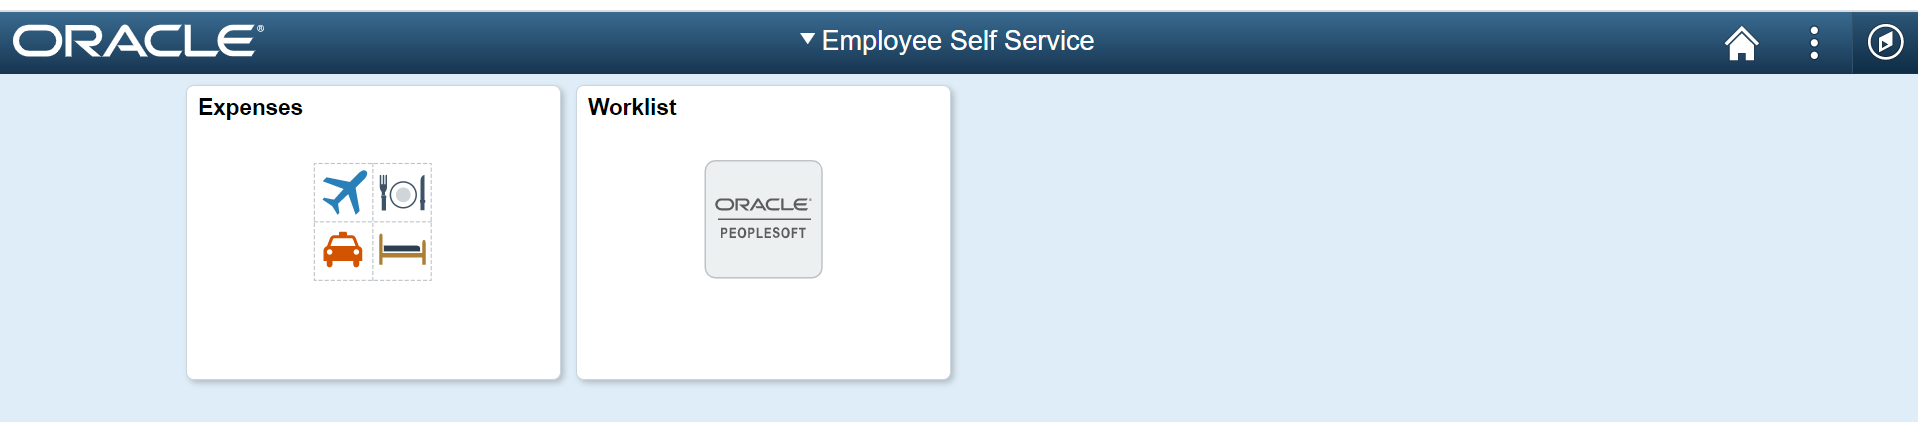 ORACLE®
Employee Self Service
Expenses
Worklist
ORACLE®
PEOPLESOFT